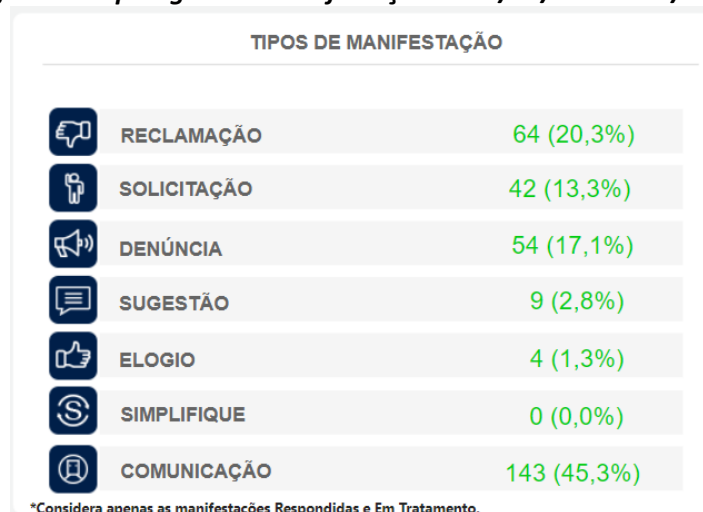 TIPOS DE MANIFESTAÇÃO
RECLAMAÇÃO 64 (20,3%)
SOLICITAÇÃO 42 (13,3%)
DENÚNCIA 54 (17,1%)
SUGESTÃO 9 (2,8%)
ELOGIO 4 (1,3%)
SIMPLIFIQUE 0 (0,0%)
COMUNICAÇÃO 143 (45,3%)
*Considera apenas as manifestações Respondidas e Em Tratamento.